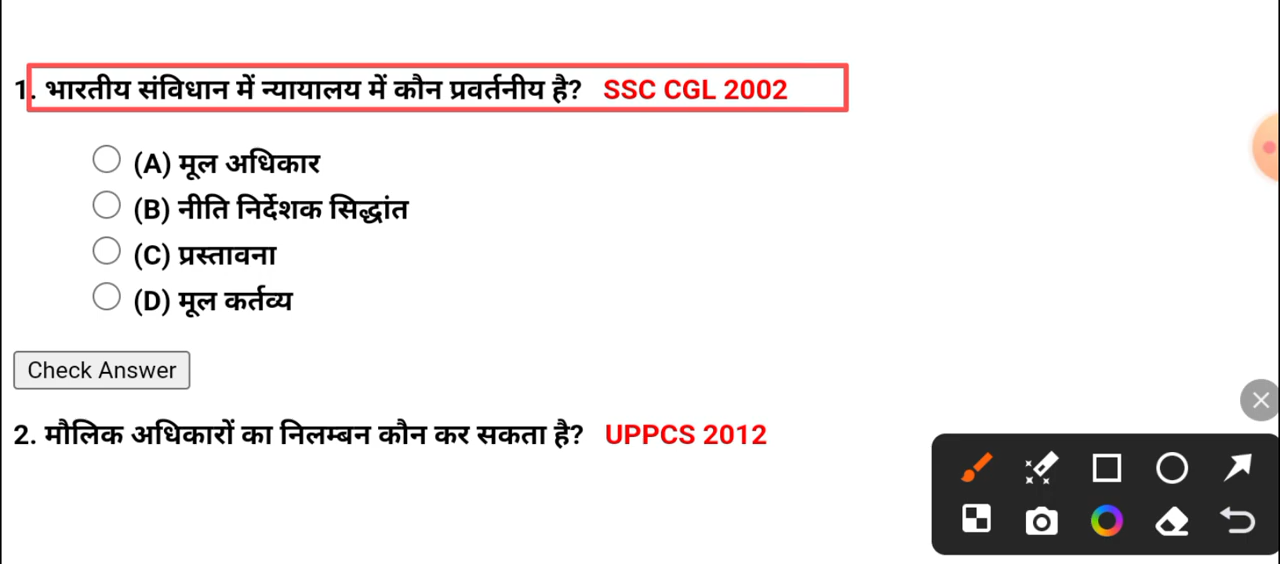 1. भारतीय संविधान में न्यायालय में कौन प्रवर्तनीय है? SSC CGL 2002
(A) मूल अधिकार
(B) नीति निर्देशक सिद्धांत
(C) प्रस्तावना
(D) मूल कर्तव्य
Check Answer
2. मौलिक अधिकारों का निलम्बन कौन कर सकता है? UPPCS 2012